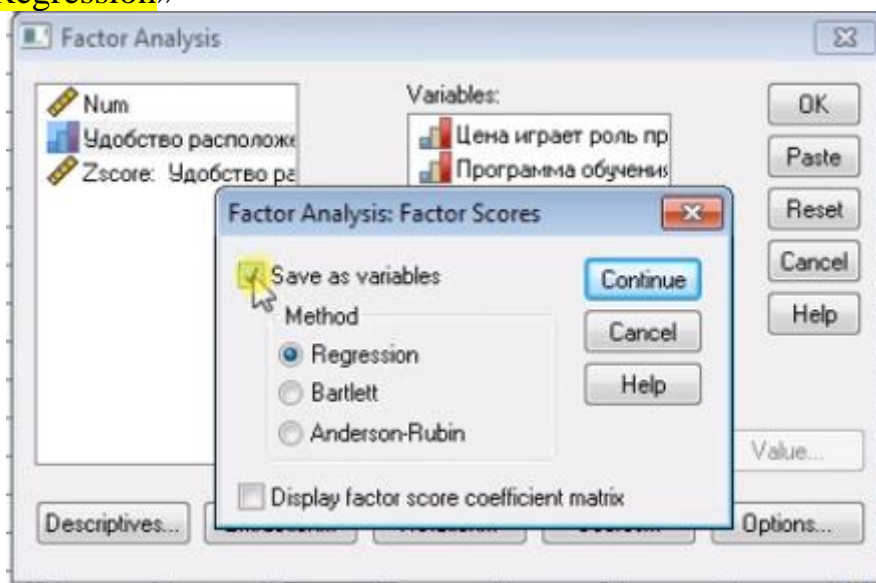 Regression»
Factor Analysis
Num
Удобство расположе
Zscore: Удобство ра
Variables:
Цена играет роль пр
Программа обучения
OK
Paste
Reset
Cancel
Help
Factor Analysis: Factor Scores
Save as variables
Method
Regression
Bartlett
Anderson-Rubin
Continue
Cancel
Help
Display factor score coefficient matrix
Value...
Descriptives...
Options...